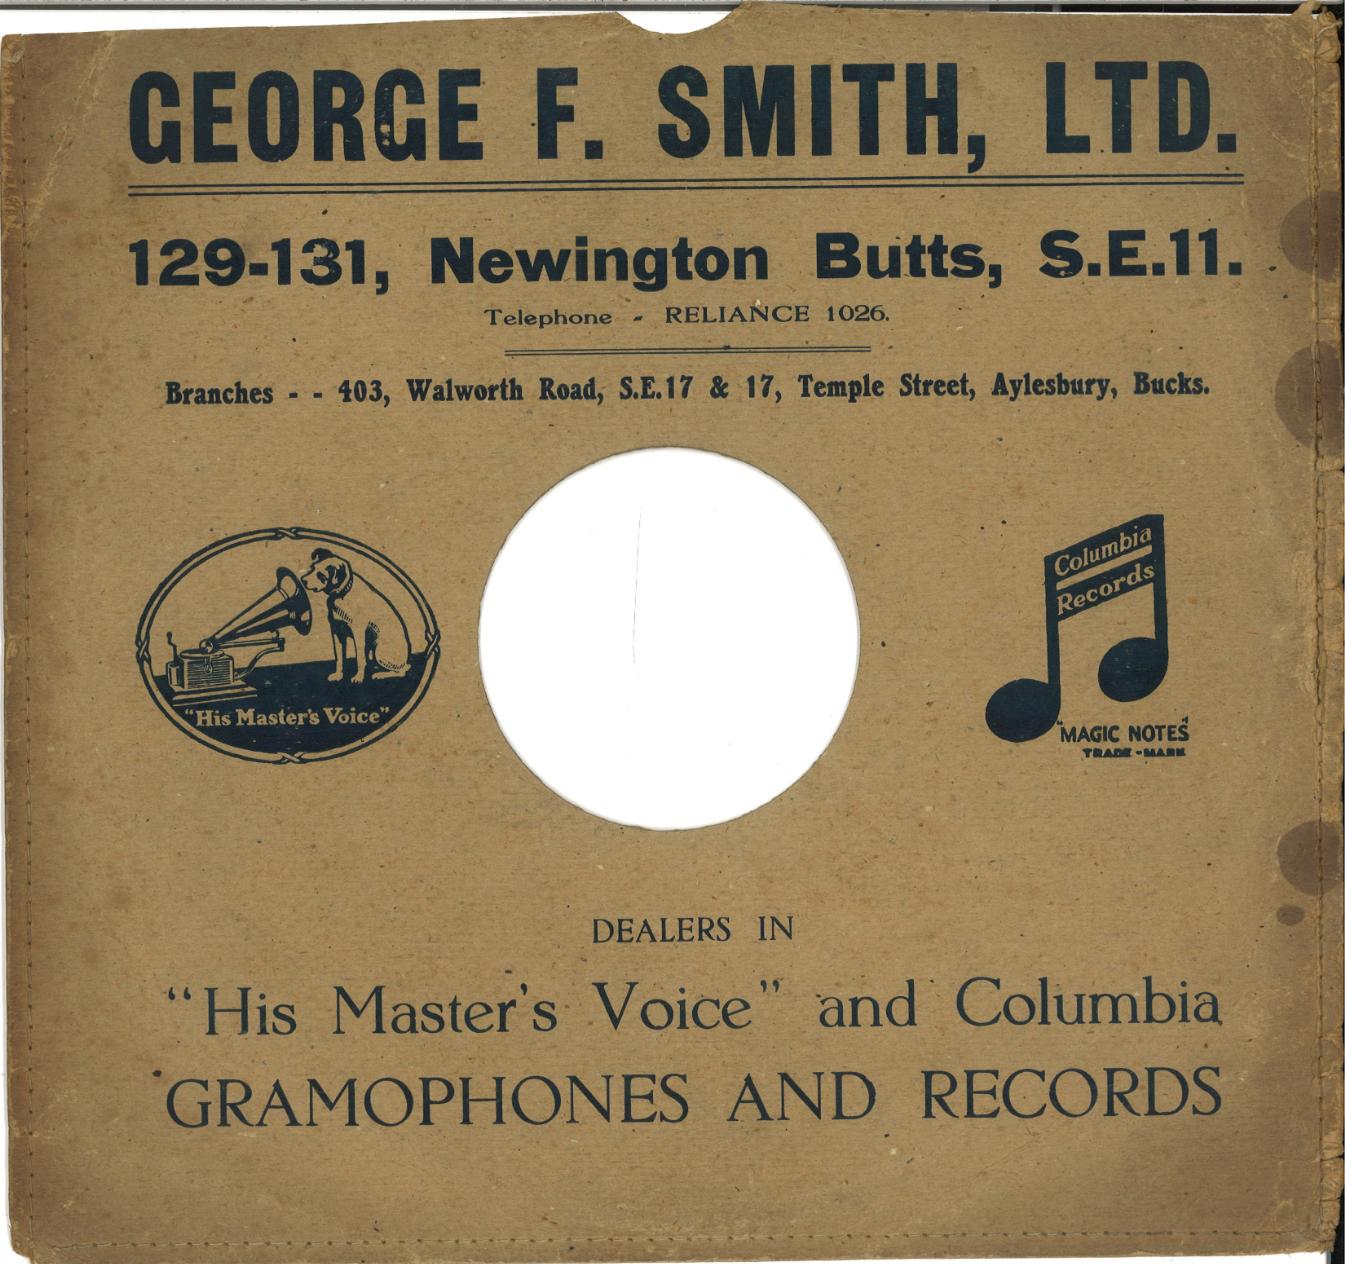 GEORGE F. SMITH, LTD.
129-131, Newington Butts, S.E.11.
Telephone - RELIANCE 1026.
Branches - - 403, Walworth Road, S.E.17 & 17, Temple Street, Aylesbury, Bucks.
"His Master's Voice"
Columbia
Records
"MAGIC NOTES"
TRADE-MARK
DEALERS IN
"His Master's Voice" and Columbia
GRAMOPHONES AND RECORDS